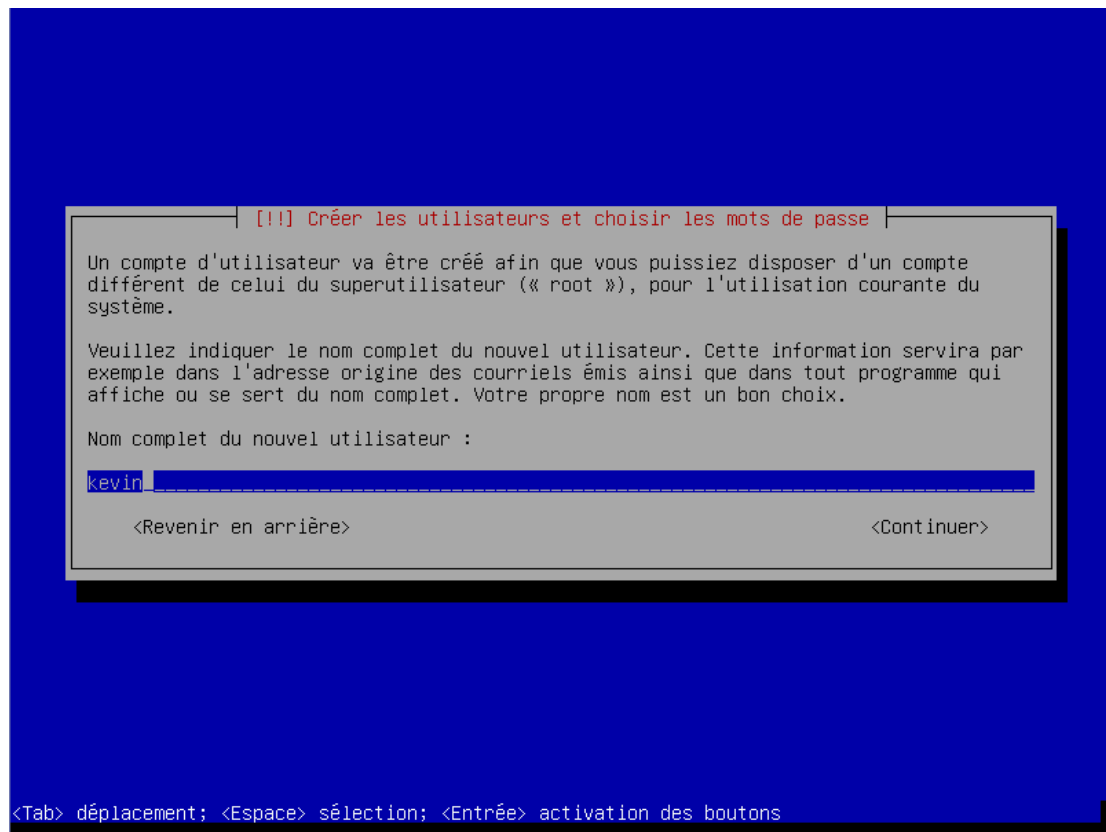 [!!] Créer les utilisateurs et choisir les mots de passe
Un compte d'utilisateur va être créé afin que vous puissiez disposer d'un compte
différent de celui du superutilisateur (« root »), pour l'utilisation courante du
système.
Veuillez indiquer le nom complet du nouvel utilisateur. Cette information servira par
exemple dans l'adresse origine des courriels émis ainsi que dans tout programme qui
affiche ou se sert du nom complet. Votre propre nom est un bon choix.
Nom complet du nouvel utilisateur :
kevin
<Revenir en arrière> <Continuer>
<Tab> déplacement; <Espace> sélection; <Entrée> activation des boutons